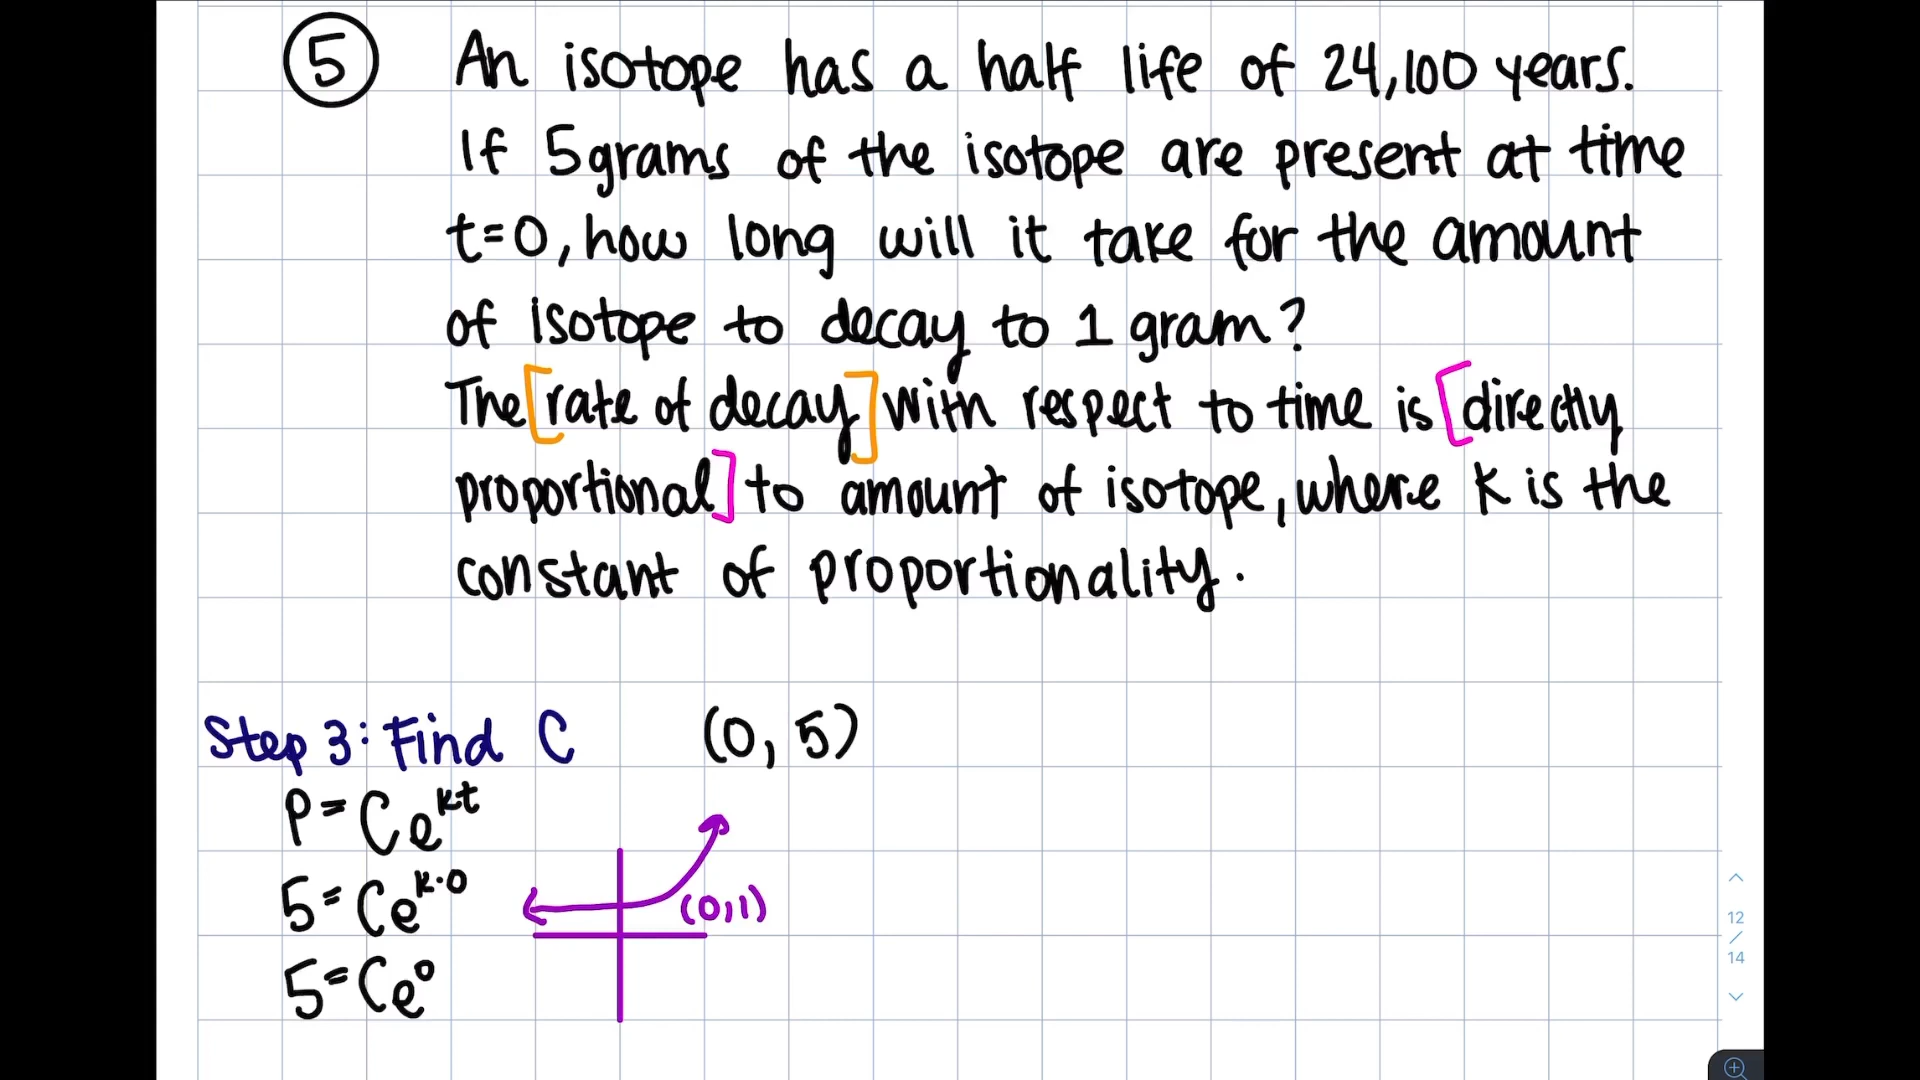 5 An isotope has a half life of 24,100 years.
If 5 grams of the isotope are present at time
t=0, how long will it take for the amount
of isotope to decay to 1 gram?
The [rate of decay] with respect to time is [directly
proportional] to amount of isotope, where K is the
constant of proportionality.
Step 3: Find C (0, 5)
P = Ce^kt
5 = Ce^k·0
(0,1)
5 = Ce^0
12
/
14